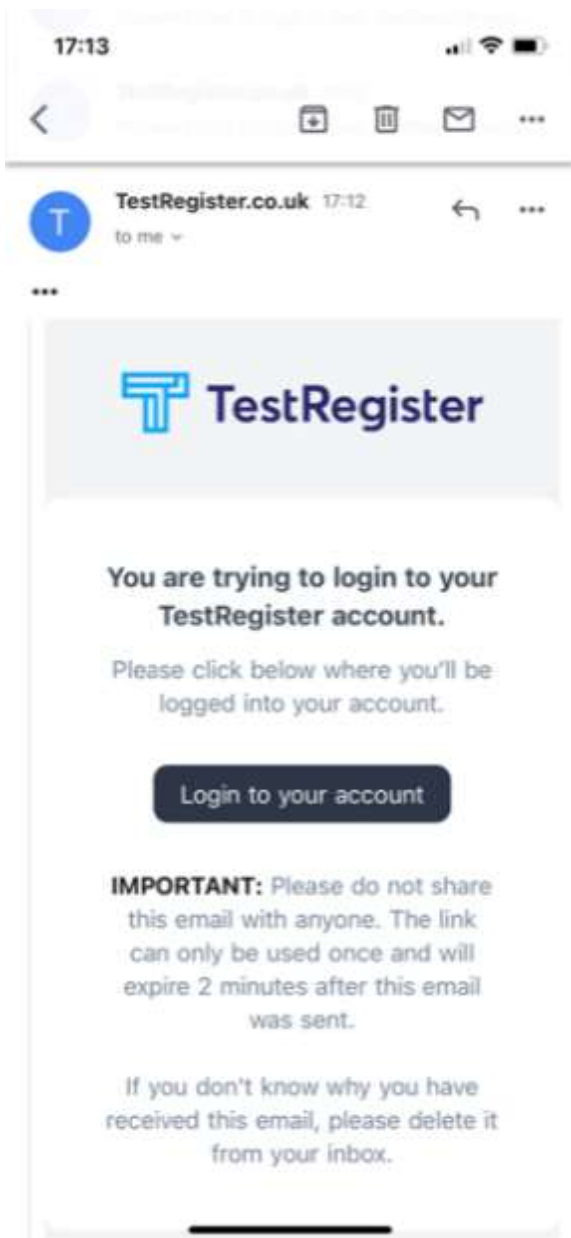 17:13
TestRegister.co.uk 17:12
to me
T
TestRegister
You are trying to login to your
TestRegister account.
Please click below where you'll be
logged into your account.
Login to your account
IMPORTANT: Please do not share
this email with anyone. The link
can only be used once and will
expire 2 minutes after this email
was sent.
If you don't know why you have
received this email, please delete it
from your inbox.